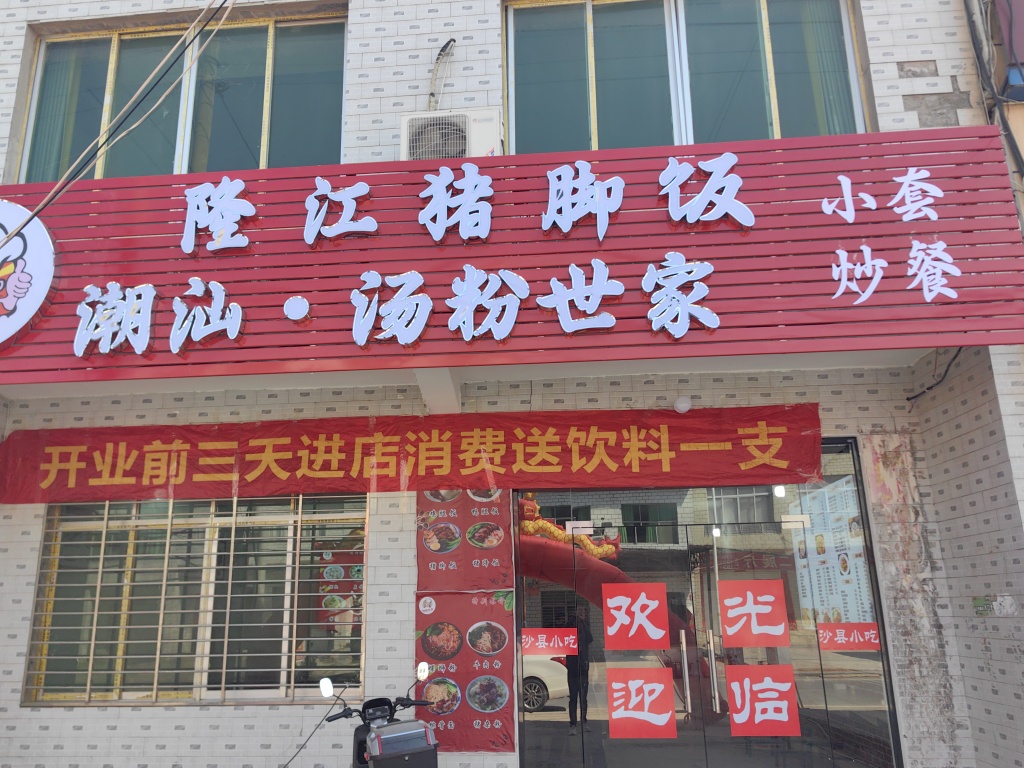 隆江猪脚饭
潮汕·汤粉世家
小套
炒餐
开业前三天进店消费送饮料一支
欢光
迎临
沙县小吃
沙县小吃